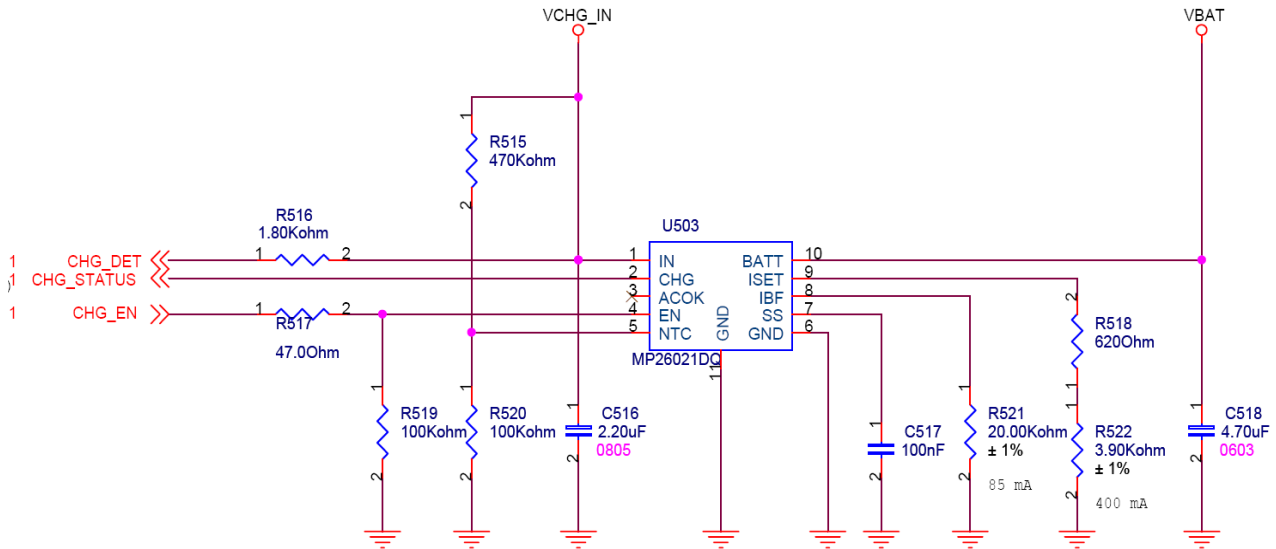 VCHG_IN
VBAT
1
R515
470Kohm
2
R516
1.80Kohm
U503
1 CHG_DET 1 2 1 IN BATT 10
1 CHG_STATUS 2 CHG ISET 9
)
3 ACOK IBF 8
1 CHG_EN 1 2 4 EN SS 7
R517
5 NTC GND GND 6
47.0Ohm
MP26021DQ
11
2
R518
620Ohm
1
1
R519
100Kohm
2
1
R520
100Kohm
2
1
C516
2.20uF
0805
2
1
C517
100nF
2
1
R521
20.00Kohm
± 1%
2
85 mA
1
R522
3.90Kohm
± 1%
2
400 mA
1
C518
4.70uF
0603
2